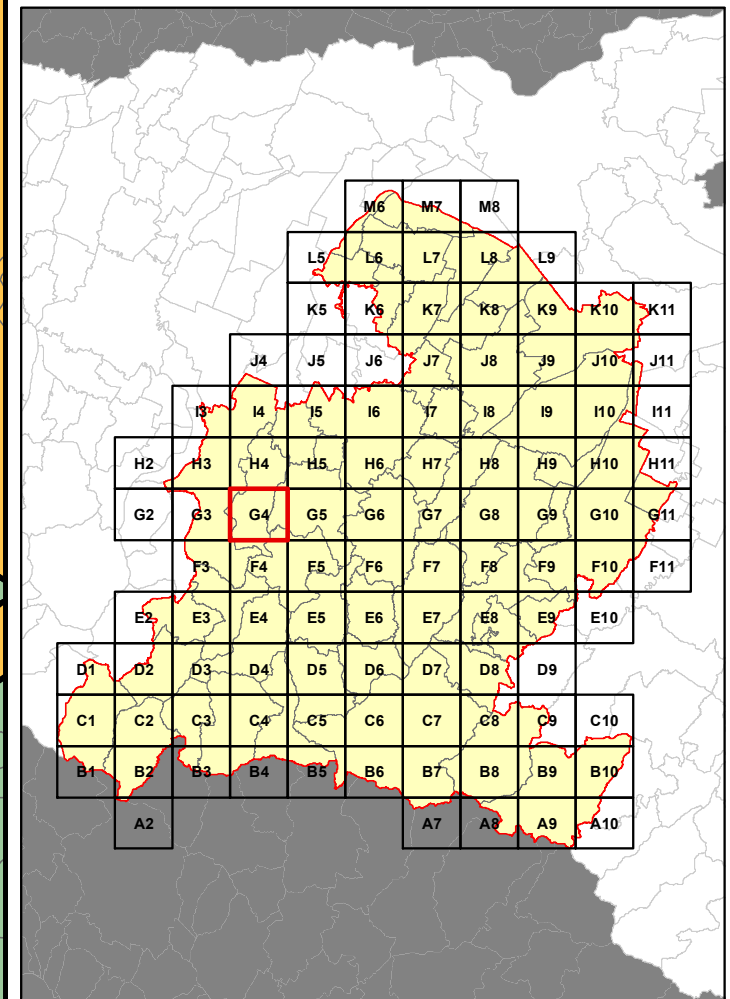 M6 M7 M8
L5 L6 L7 L8 L9
K5 K6 K7 K8 K9 K10 K11
J4 J5 J6 J7 J8 J9 J10 J11
I3 I4 I5 I6 I7 I8 I9 I10 I11
H2 H3 H4 H5 H6 H7 H8 H9 H10 H11
G2 G3 G4 G5 G6 G7 G8 G9 G10 G11
F3 F4 F5 F6 F7 F8 F9 F10 F11
E2 E3 E4 E5 E6 E7 E8 E9 E10
D1 D2 D3 D4 D5 D6 D7 D8 D9
C1 C2 C3 C4 C5 C6 C7 C8 C9 C10
B1 B2 B3 B4 B5 B6 B7 B8 B9 B10
A2 A7 A8 A9 A10